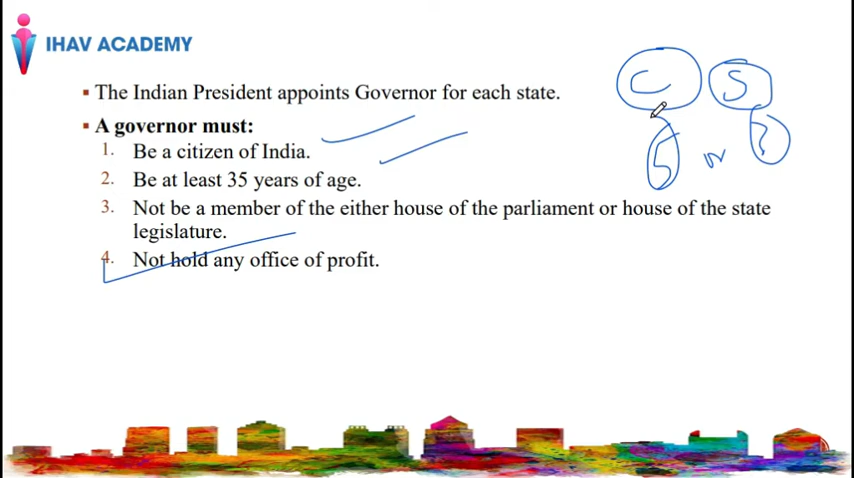 IHAV ACADEMY
▪ The Indian President appoints Governor for each state.
▪ A governor must:
1. Be a citizen of India.
2. Be at least 35 years of age.
3. Not be a member of the either house of the parliament or house of the state
legislature.
4. Not hold any office of profit.
C S
or